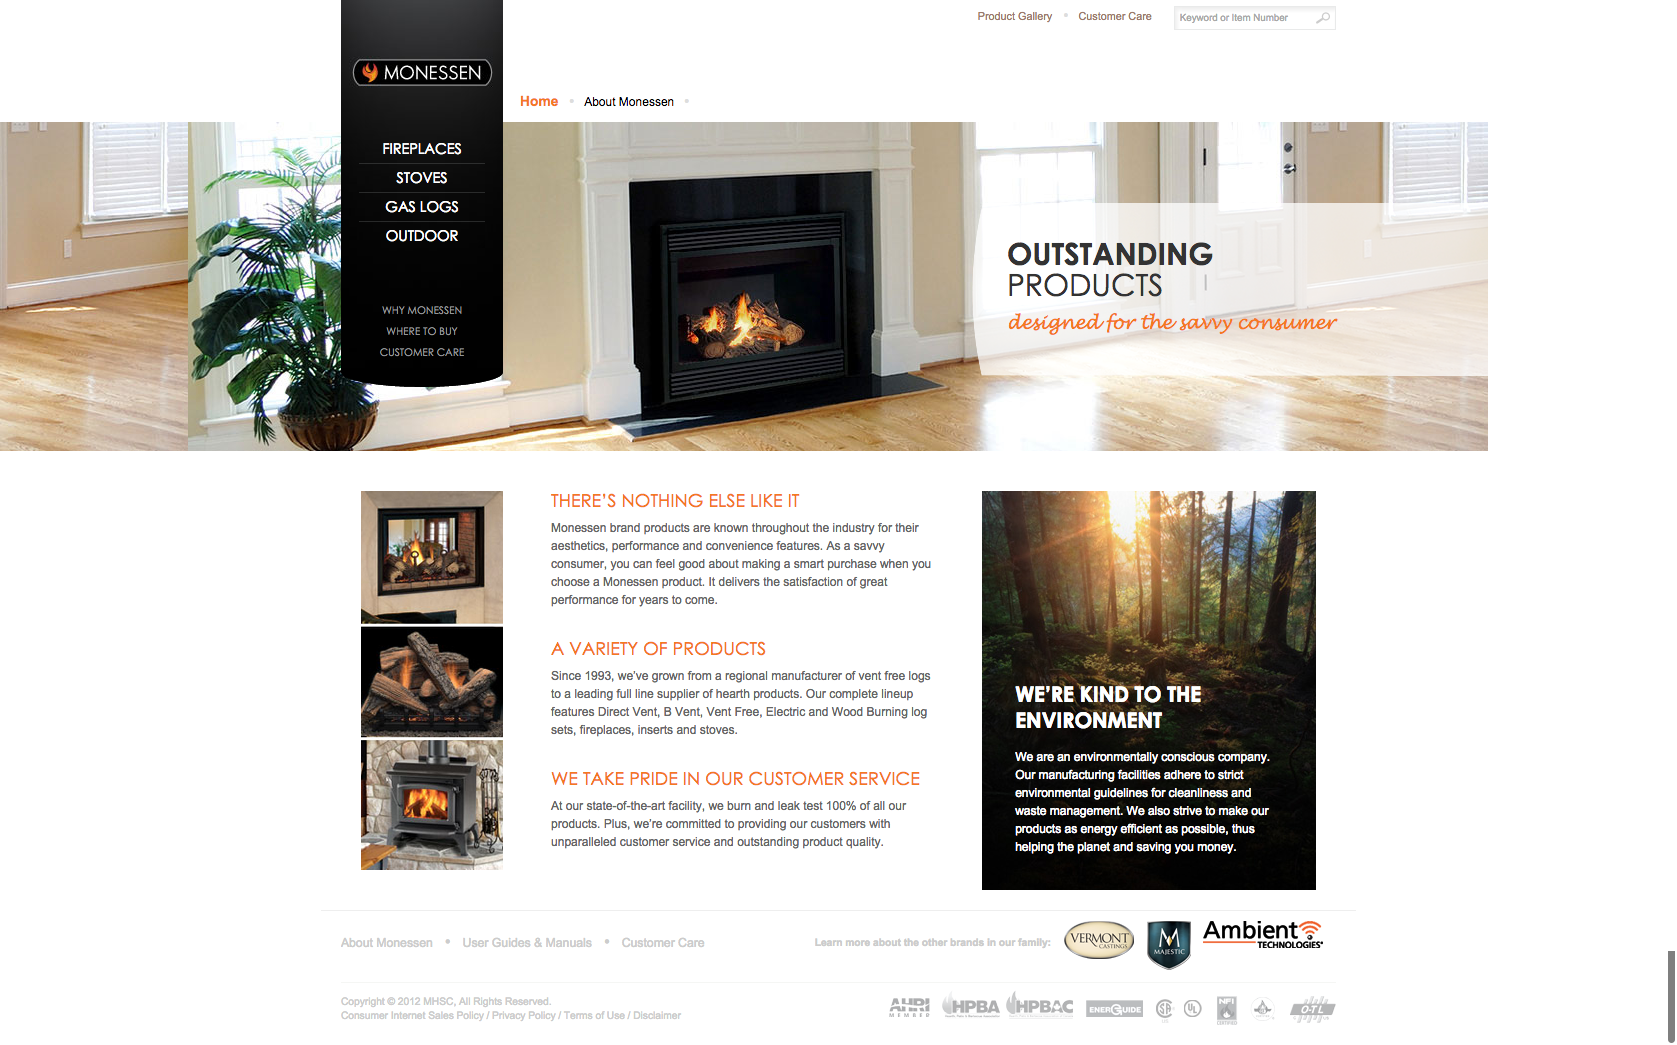 Product Gallery • Customer Care
Keyword or Item Number
MONESSEN
Home • About Monessen •
FIREPLACES
STOVES
GAS LOGS
OUTDOOR
WHY MONESSEN
WHERE TO BUY
CUSTOMER CARE
OUTSTANDING
PRODUCTS
designed for the savvy consumer
THERE'S NOTHING ELSE LIKE IT
Monessen brand products are known throughout the industry for their
aesthetics, performance and convenience features. As a savvy
consumer, you can feel good about making a smart purchase when you
choose a Monessen product. It delivers the satisfaction of great
performance for years to come.
A VARIETY OF PRODUCTS
Since 1993, we've grown from a regional manufacturer of vent free logs
to a leading full line supplier of hearth products. Our complete lineup
features Direct Vent, B Vent, Vent Free, Electric and Wood Burning log
sets, fireplaces, inserts and stoves.
WE TAKE PRIDE IN OUR CUSTOMER SERVICE
At our state-of-the-art facility, we burn and leak test 100% of all our
products. Plus, we're committed to providing our customers with
unparalleled customer service and outstanding product quality.
WE'RE KIND TO THE
ENVIRONMENT
We are an environmentally conscious company.
Our manufacturing facilities adhere to strict
environmental guidelines for cleanliness and
waste management. We also strive to make our
products as energy efficient as possible, thus
helping the planet and saving you money.
About Monessen • User Guides & Manuals • Customer Care
Learn more about the other brands in our family:
VERMONT
CASTINGS
M
MAJESTIC
Ambient
TECHNOLOGIES
Copyright © 2012 MHSC, All Rights Reserved.
Consumer Internet Sales Policy / Privacy Policy / Terms of Use / Disclaimer
AHRI
MEMBER
HPBA
HPBAC
ENERGUIDE
UL
NFI
CERTIFIED
O-TL